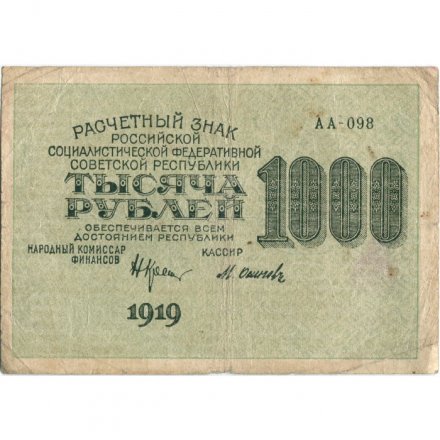 АА-098
РАСЧЕТНЫЙ ЗНАК
РОССИЙСКОЙ
СОЦИАЛИСТИЧЕСКОЙ ФЕДЕРАТИВНОЙ
СОВЕТСКОЙ РЕСПУБЛИКИ
ТЫСЯЧА
РУБЛЕЙ
1000
ОБЕСПЕЧИВАЕТСЯ ВСЕМ
ДОСТОЯНИЕМ РЕСПУБЛИКИ
НАРОДНЫЙ КОМИССАР
ФИНАНСОВ
КАССИР
1919